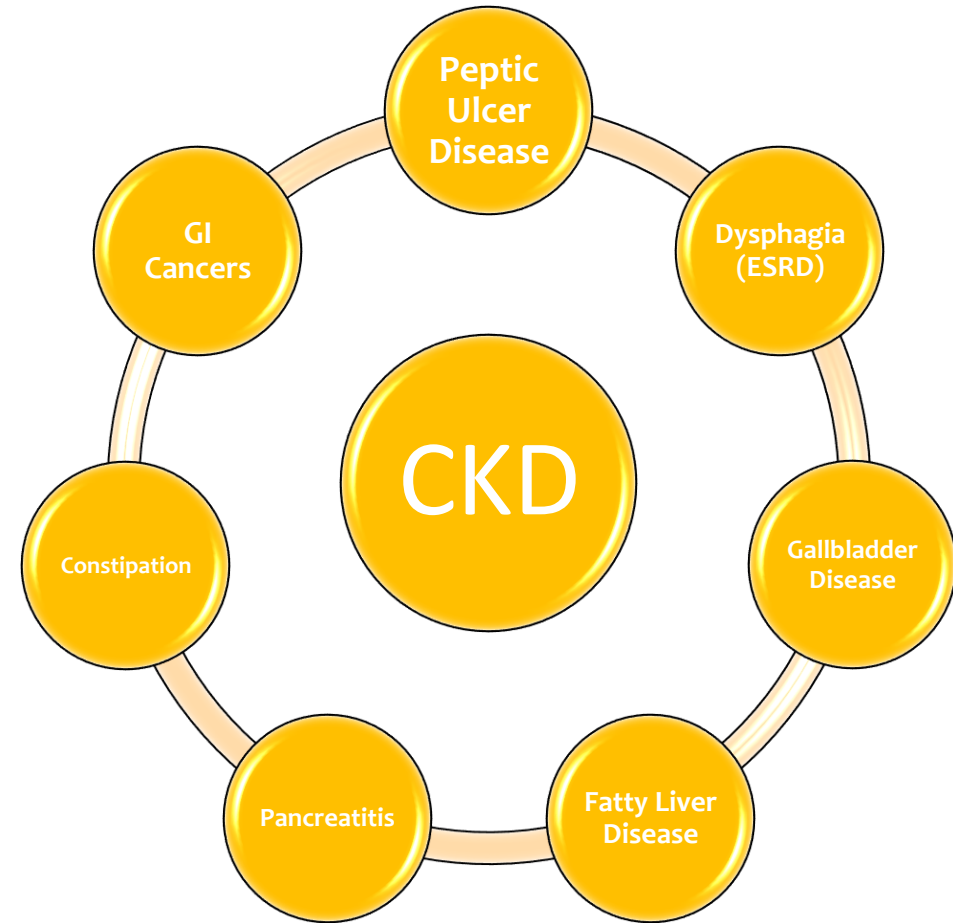 Peptic
Ulcer
Disease
GI
Cancers
Dysphagia
(ESRD)
CKD
Constipation
Gallbladder
Disease
Pancreatitis
Fatty Liver
Disease